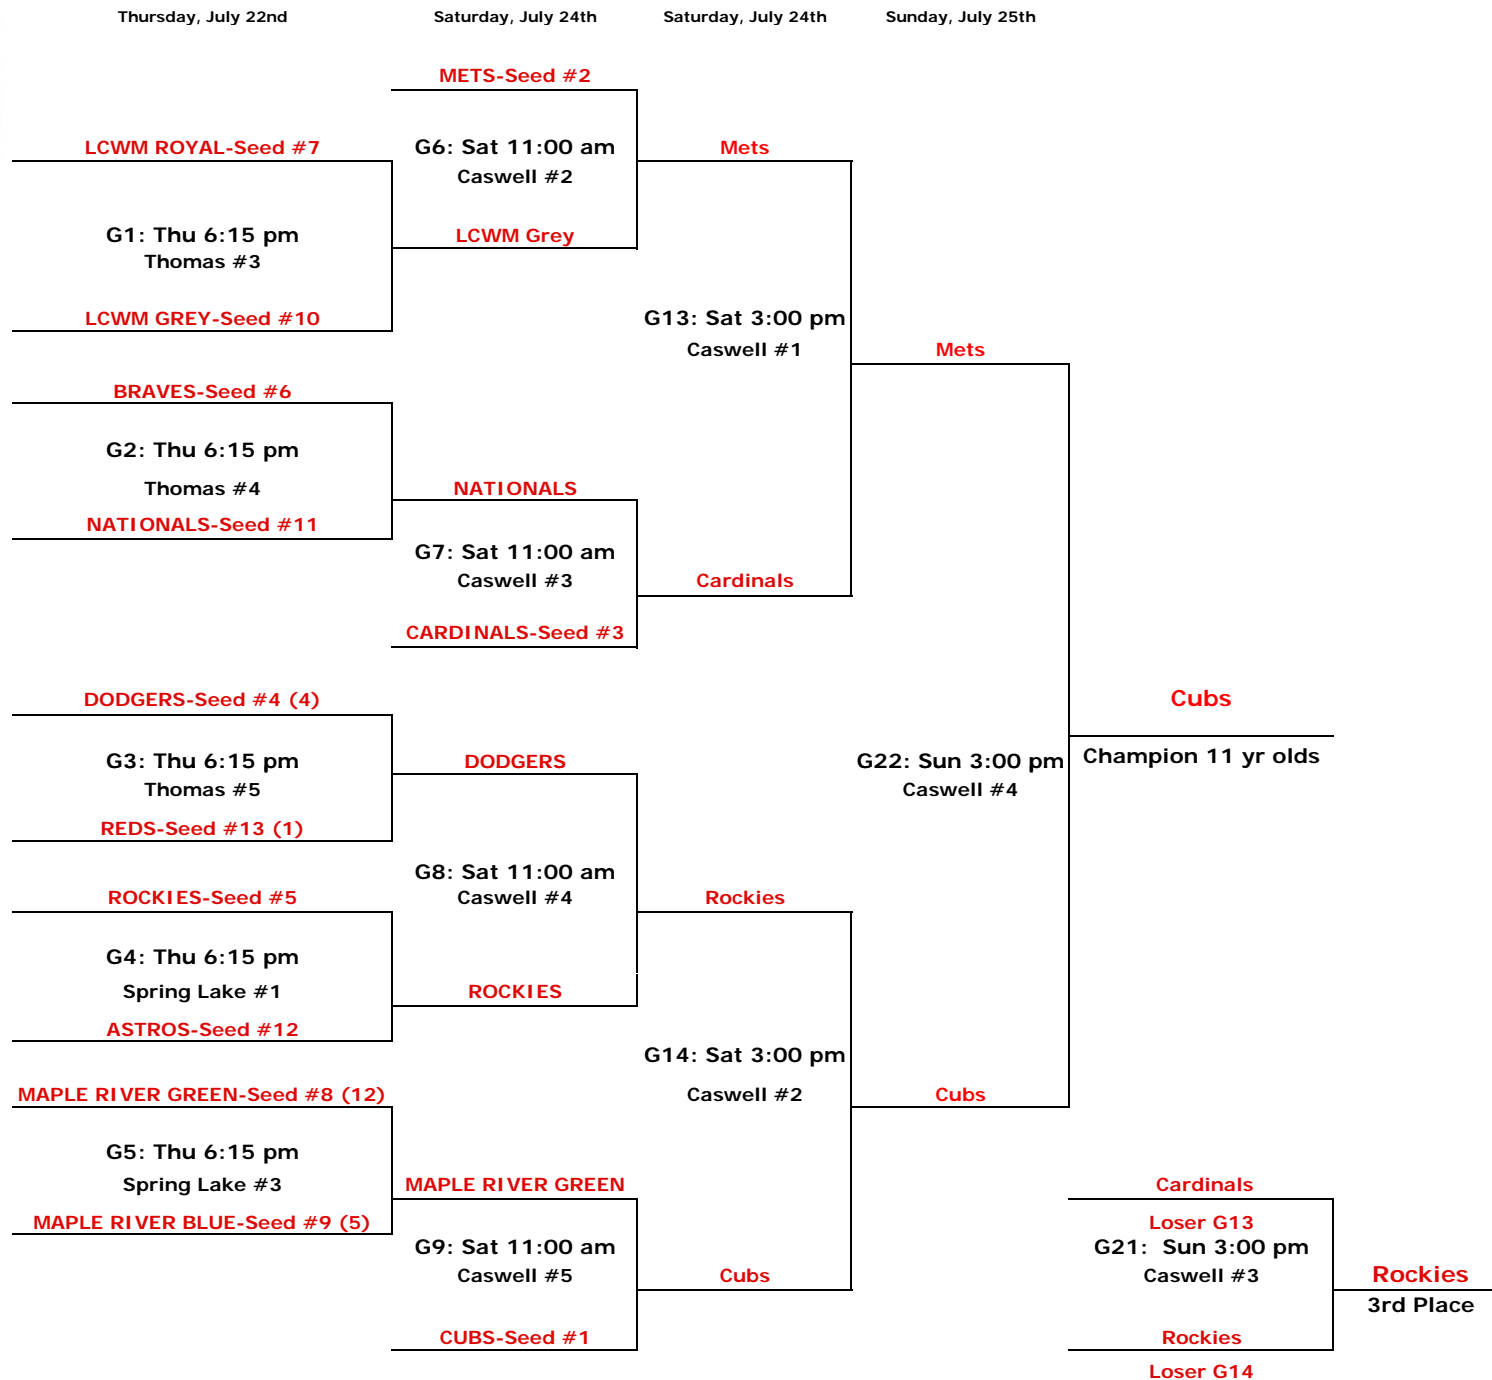 Thursday, July 22nd
Saturday, July 24th
Saturday, July 24th
Sunday, July 25th
METS-Seed #2
LCWM ROYAL-Seed #7
G6: Sat 11:00 am
Mets
Caswell #2
G1: Thu 6:15 pm
LCWM Grey
Thomas #3
LCWM GREY-Seed #10
G13: Sat 3:00 pm
Caswell #1
Mets
BRAVES-Seed #6
G2: Thu 6:15 pm
Thomas #4
NATIONALS
NATIONALS-Seed #11
G7: Sat 11:00 am
Caswell #3
Cardinals
CARDINALS-Seed #3
DODGERS-Seed #4 (4)
Cubs
G3: Thu 6:15 pm
DODGERS
G22: Sun 3:00 pm
Champion 11 yr olds
Thomas #5
Caswell #4
REDS-Seed #13 (1)
G8: Sat 11:00 am
ROCKIES-Seed #5
Caswell #4
Rockies
G4: Thu 6:15 pm
Spring Lake #1
ROCKIES
ASTROS-Seed #12
G14: Sat 3:00 pm
MAPLE RIVER GREEN-Seed #8 (12)
Caswell #2
Cubs
G5: Thu 6:15 pm
Spring Lake #3
MAPLE RIVER GREEN
Cardinals
MAPLE RIVER BLUE-Seed #9 (5)
Loser G13
G9: Sat 11:00 am
G21:  Sun 3:00 pm
Caswell #5
Cubs
Caswell #3
Rockies
3rd Place
CUBS-Seed #1
Rockies
Loser G14